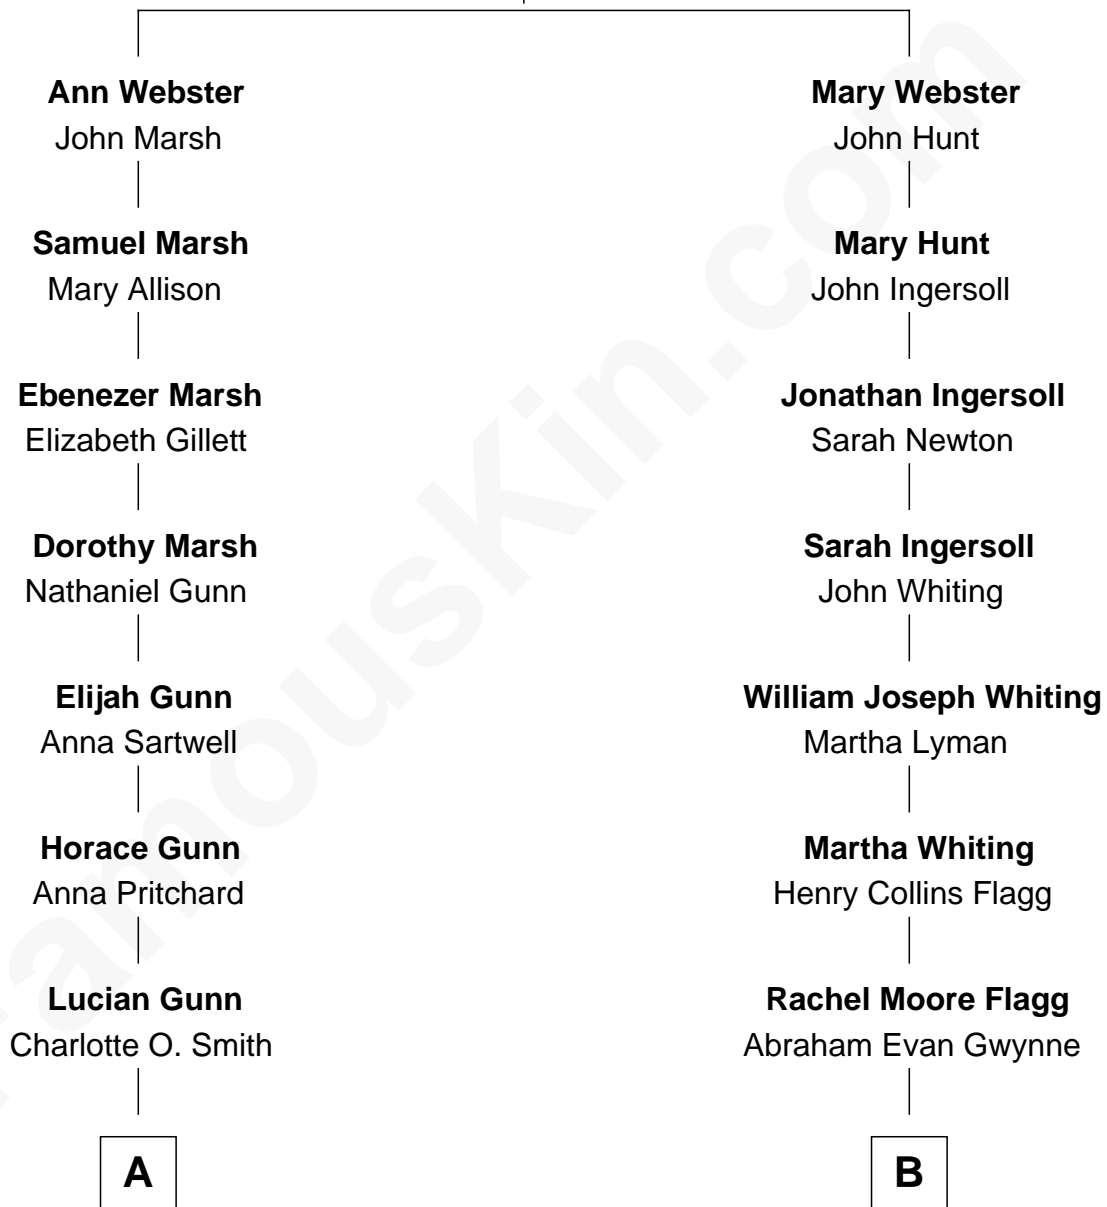 Ann Webster
John Marsh
Samuel Marsh
Mary Allison
Ebenezer Marsh
Elizabeth Gillett
Dorothy Marsh
Nathaniel Gunn
Elijah Gunn
Anna Sartwell
Horace Gunn
Anna Pritchard
Lucian Gunn
Charlotte O. Smith
A
Mary Webster
John Hunt
Mary Hunt
John Ingersoll
Jonathan Ingersoll
Sarah Newton
Sarah Ingersoll
John Whiting
William Joseph Whiting
Martha Lyman
Martha Whiting
Henry Collins Flagg
Rachel Moore Flagg
Abraham Evan Gwynne
B
FamousKin.com